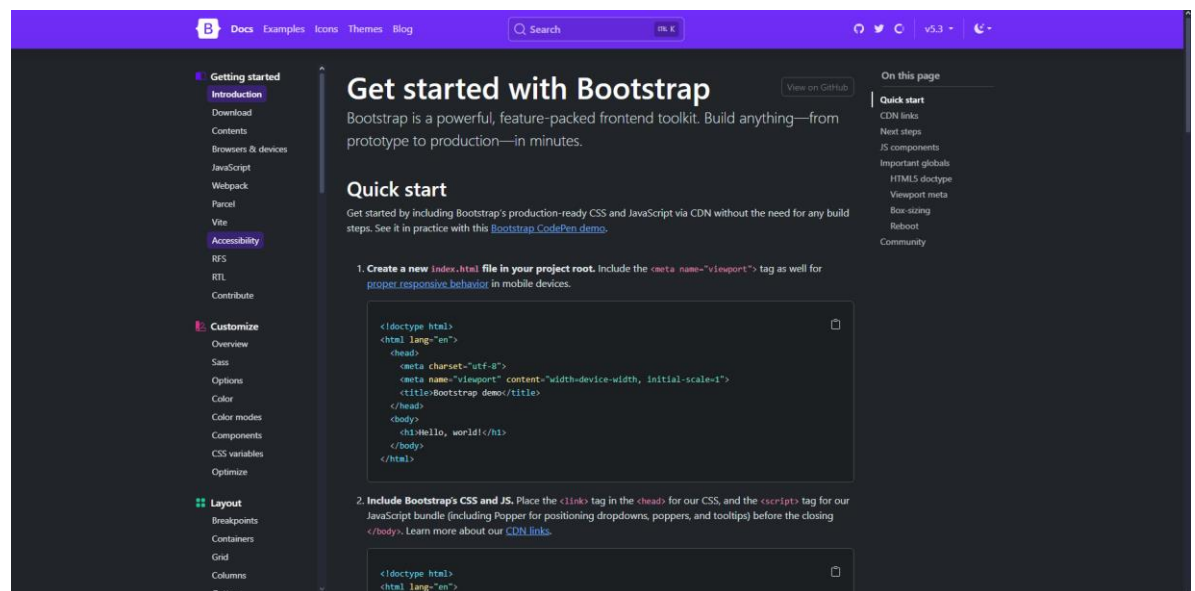 B Docs Examples Icons Themes Blog
Search
K
v5.3
Getting started
Introduction
Download
Contents
Browsers & devices
JavaScript
Webpack
Parcel
Vite
Accessibility
RFS
RTL
Contribute
Customize
Overview
Sass
Options
Color
Color modes
Components
CSS variables
Optimize
Layout
Breakpoints
Containers
Grid
Columns
Get started with Bootstrap
View on GitHub
Bootstrap is a powerful, feature-packed frontend toolkit. Build anything—from
prototype to production—in minutes.
Quick start
Get started by including Bootstrap's production-ready CSS and JavaScript via CDN without the need for any build
steps. See it in practice with this Bootstrap CodePen demo.
1. Create a new index.html file in your project root. Include the <meta name="viewport"> tag as well for
proper responsive behavior in mobile devices.
<!doctype html>
<html lang="en">
<head>
<meta charset="utf-8">
<meta name="viewport" content="width=device-width, initial-scale=1">
<title>Bootstrap demo</title>
</head>
<body>
<h1>Hello, world!</h1>
</body>
</html>
2. Include Bootstrap's CSS and JS. Place the <link> tag in the <head> for our CSS, and the <script> tag for our
JavaScript bundle (including Popper for positioning dropdowns, poppers, and tooltips) before the closing
</body>. Learn more about our CDN links.
<!doctype html>
<html lang="en">
On this page
Quick start
CDN links
Next steps
JS components
Important globals
HTML5 doctype
Viewport meta
Box-sizing
Reboot
Community